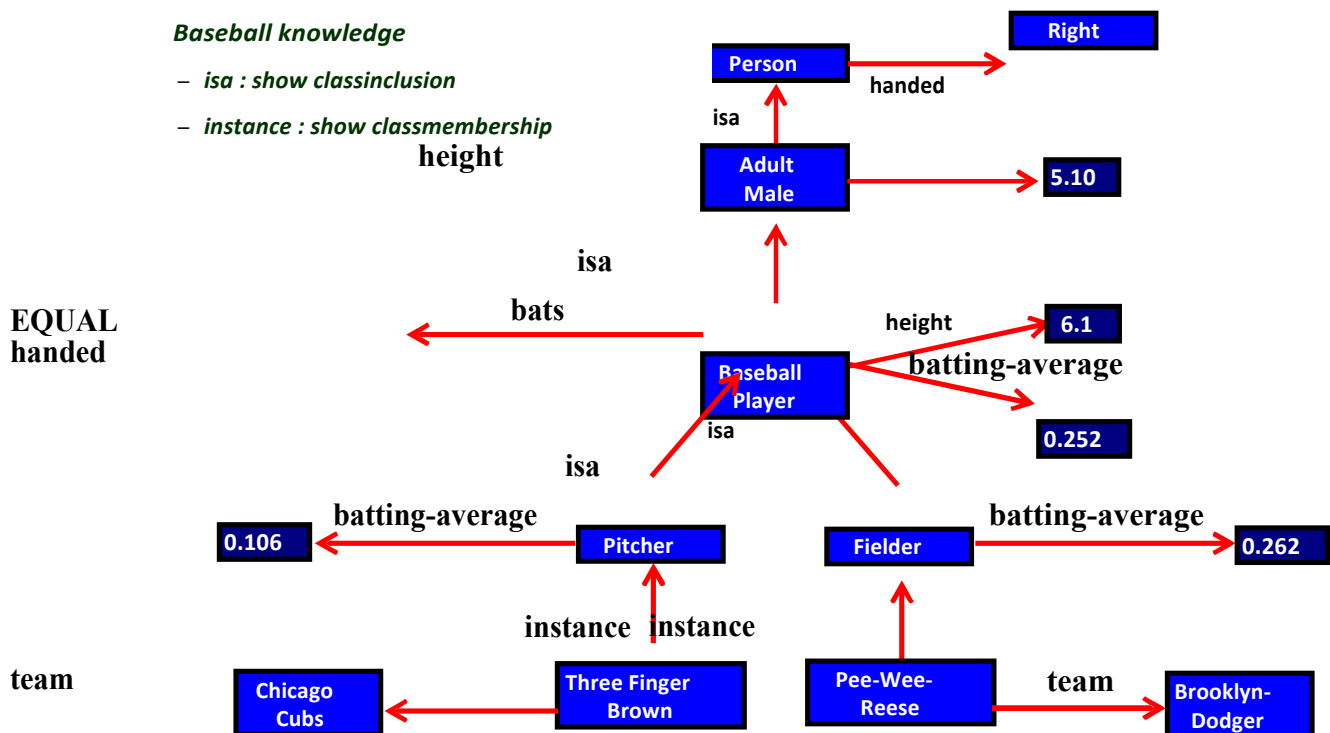 Baseball knowledge
– isa : show classinclusion
– instance : show classmembership
height
Right
Person
handed
isa
Adult
Male
5.10
isa
bats
EQUAL
handed
height
6.1
batting-average
Baseball
Player
isa
0.252
isa
batting-average
batting-average
0.106
Pitcher
Fielder
0.262
instance instance
team
Chicago
Cubs
Three Finger
Brown
Pee-Wee-
Reese
team
Brooklyn-
Dodger